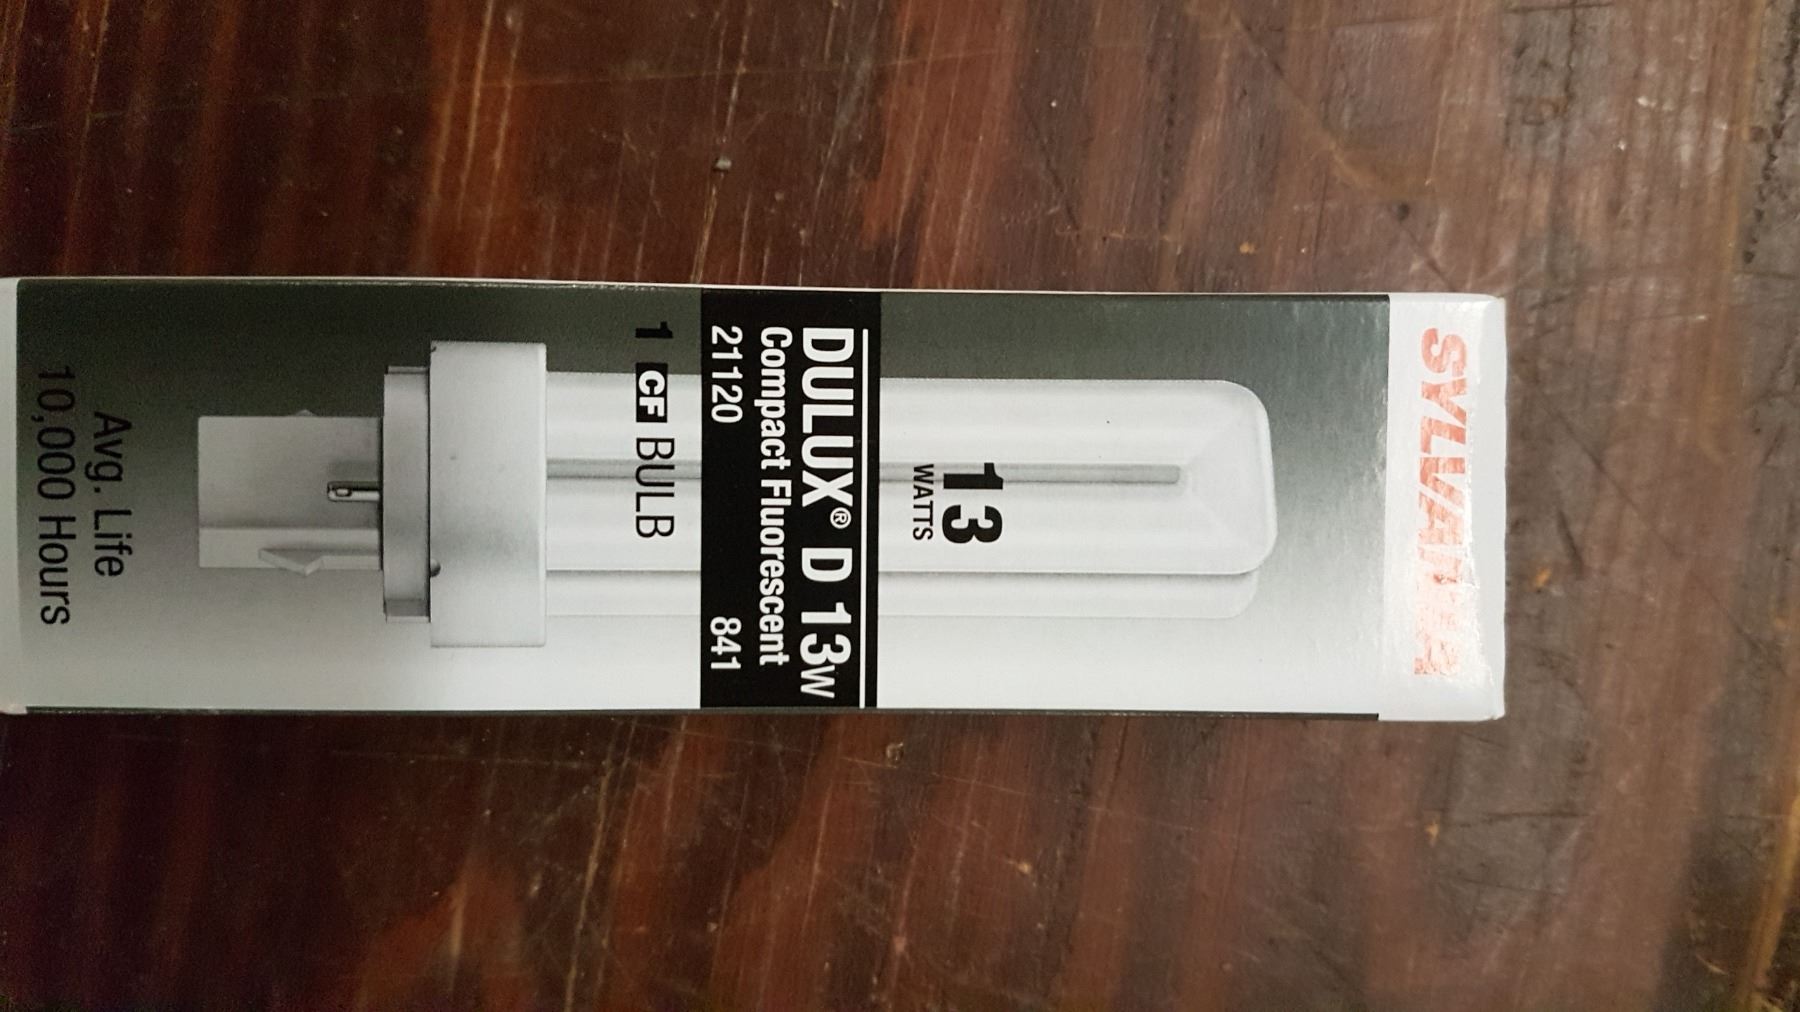 SYLVANIA
13
WATTS
DULUX® D 13W
Compact Fluorescent
21120 841
1 CF BULB
Avg. Life
10,000 Hours